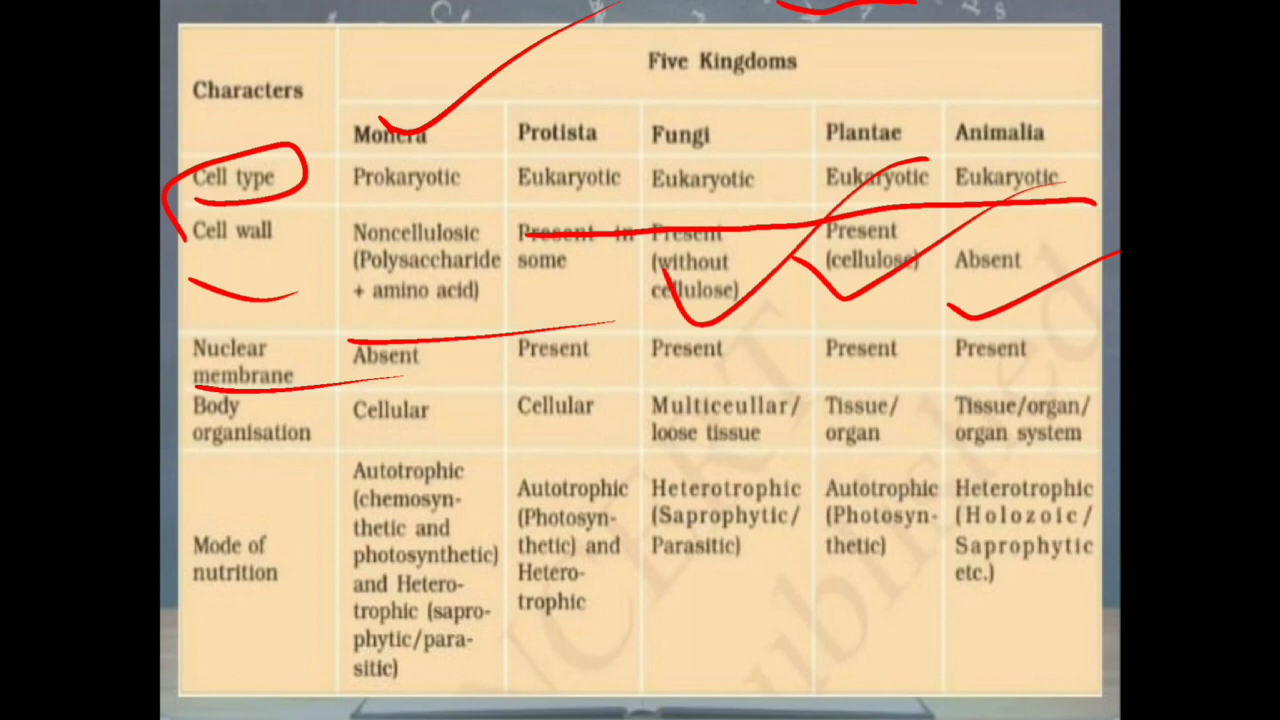 Characters
Five Kingdoms
Monera
Protista
Fungi
Plantae
Animalia
Cell type
Prokaryotic
Eukaryotic
Eukaryotic
Eukaryotic
Eukaryotic
Cell wall
Noncellulosic
(Polysaccharide
+ amino acid)
Present in
some
Present
(without
cellulose)
Present
(cellulose)
Absent
Nuclear
membrane
Absent
Present
Present
Present
Present
Body
organisation
Cellular
Cellular
Multiceullar/
loose tissue
Tissue/
organ
Tissue/organ/
organ system
Mode of
nutrition
Autotrophic
(chemosyn-
thetic and
photosynthetic)
and Hetero-
trophic (sapro-
phytic/para-
sitic)
Autotrophic
(Photosyn-
thetic) and
Hetero-
trophic
Heterotrophic
(Saprophytic/
Parasitic)
Autotrophic
(Photosyn-
thetic)
Heterotrophic
(Holozoic/
Saprophytic
etc.)